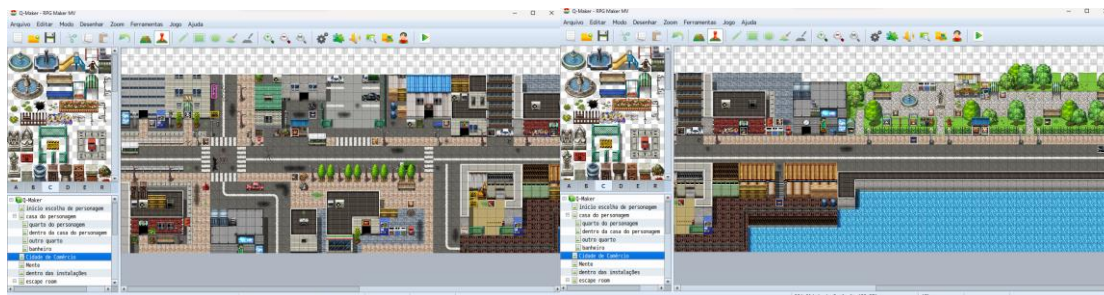 Q-Maker - RPG Maker MV
Arquivo Editar Modo Desenhar Zoom Ferramentas Jogo Ajuda
A B C D E R
Q-Maker
inicio escolha de personagem
casa do personagem
quarto do personagem
dentro da casa do personagem
outro quarto
banheiro
Cidade de Comércio
Mento
dentro das instalações
escape room
Q-Maker - RPG Maker MV
Arquivo Editar Modo Desenhar Zoom Ferramentas Jogo Ajuda
A B C D E R
Q-Maker
inicio escolha de personagem
casa do personagem
quarto do personagem
dentro da casa do personagem
outro quarto
banheiro
Cidade de Comércio
Mento
dentro das instalações
escape room